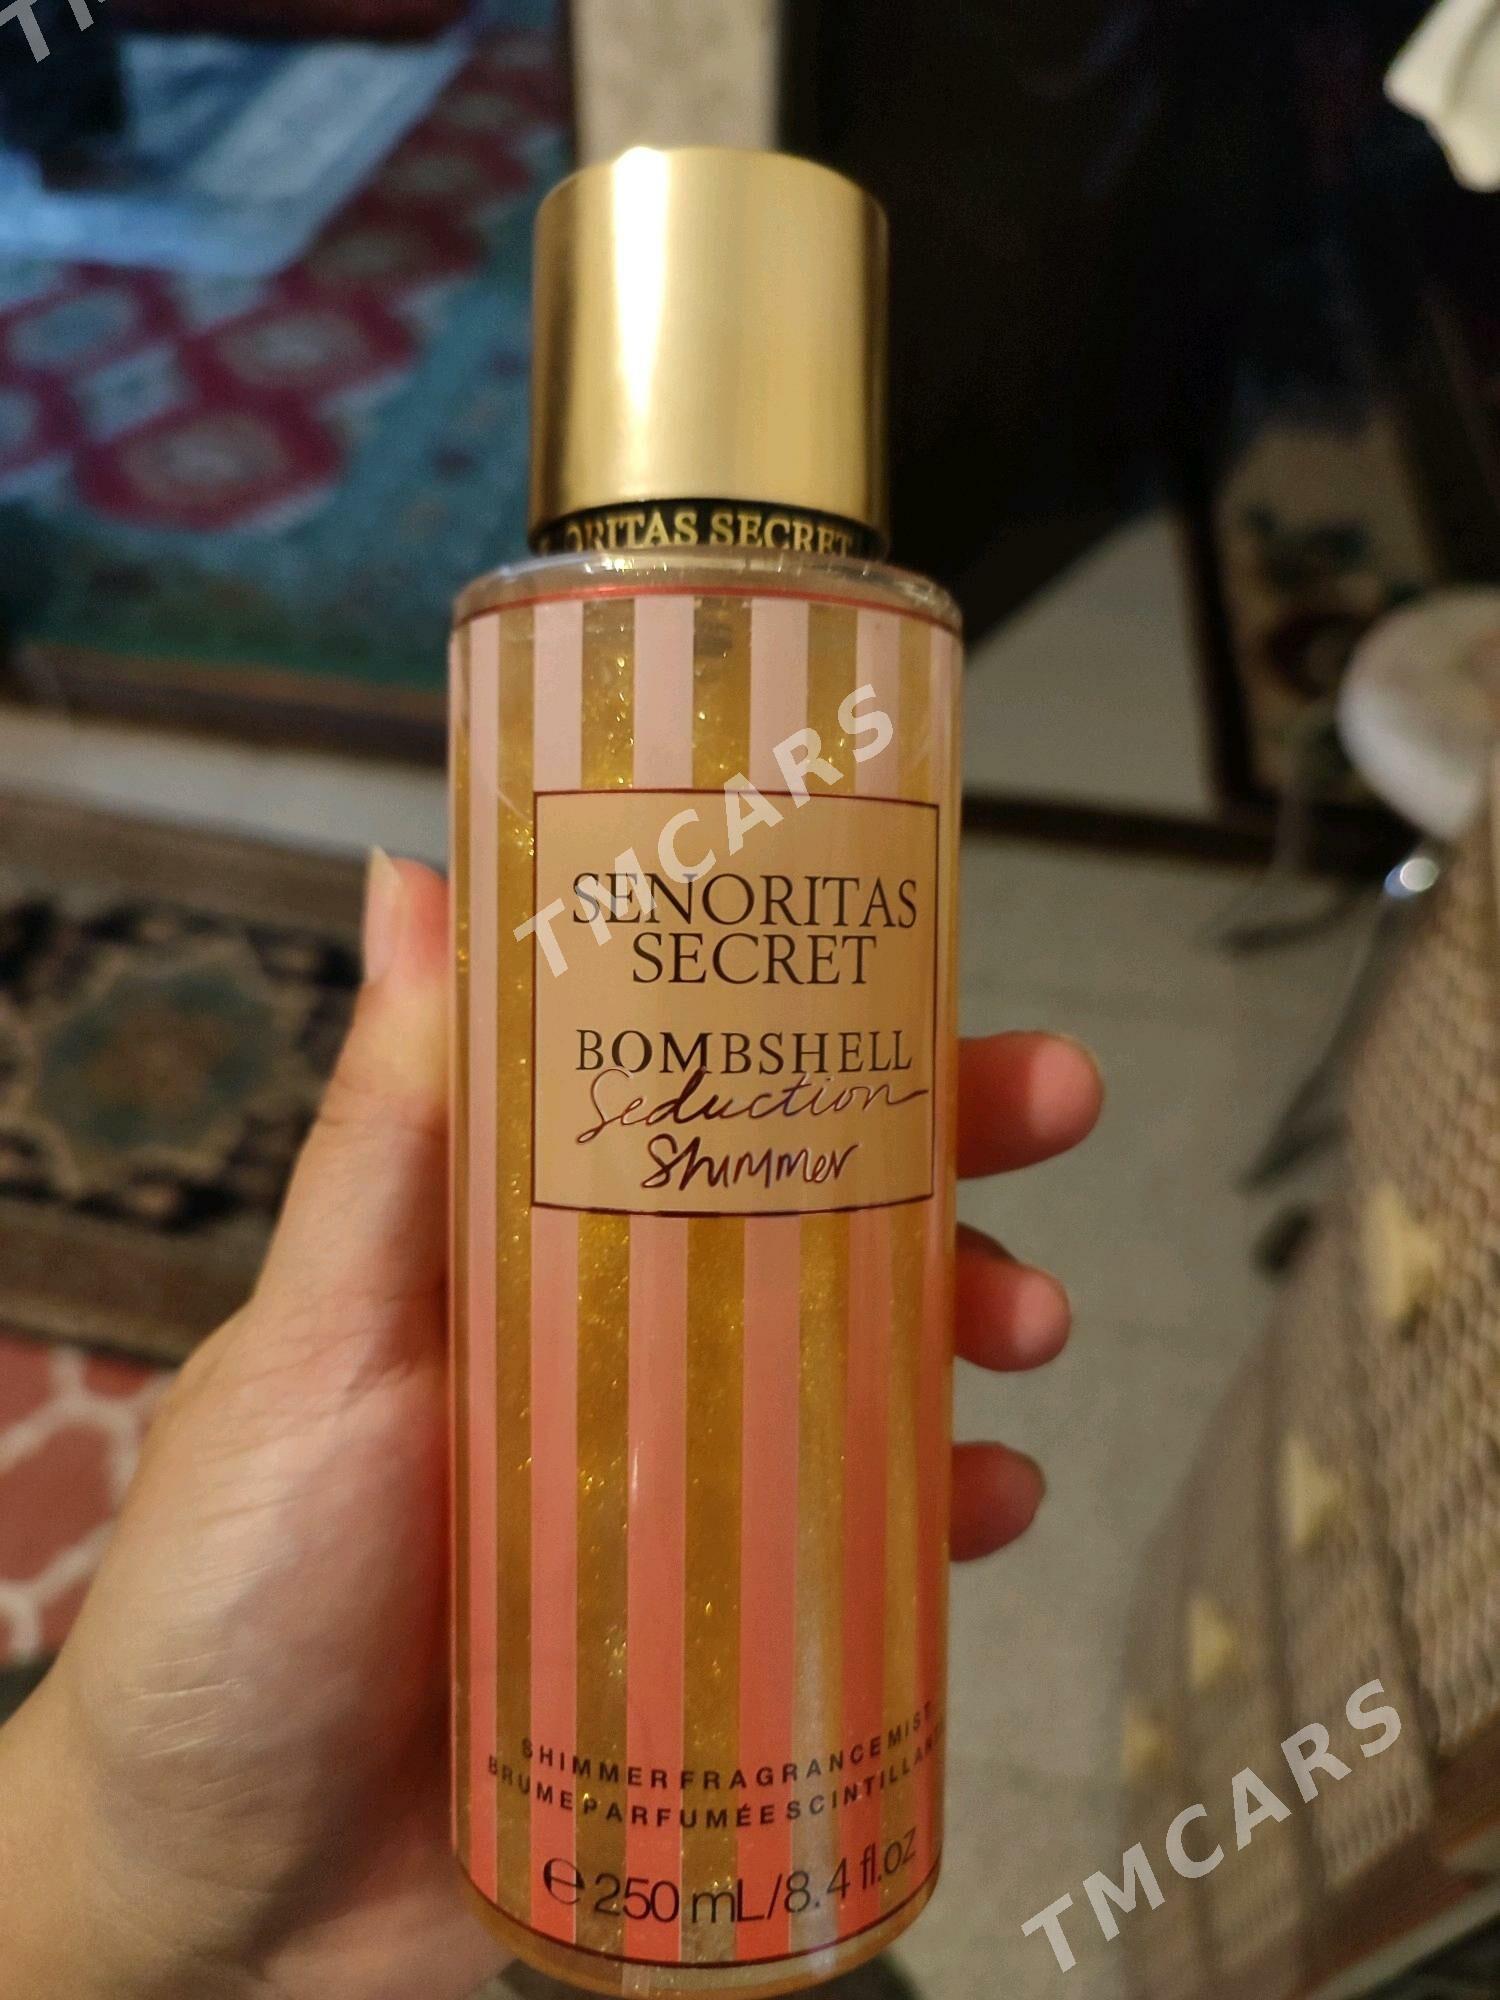 ORITAS SECRET
TMCARS
SENORITAS
SECRET
BOMBSHELL
Seduction
Shimmer
SHIMMER FRAGRANCE MIST
BRUME PARFUMÉE SCINTILLAN
e 250 mL/8.4 fl.oz
TMCARS